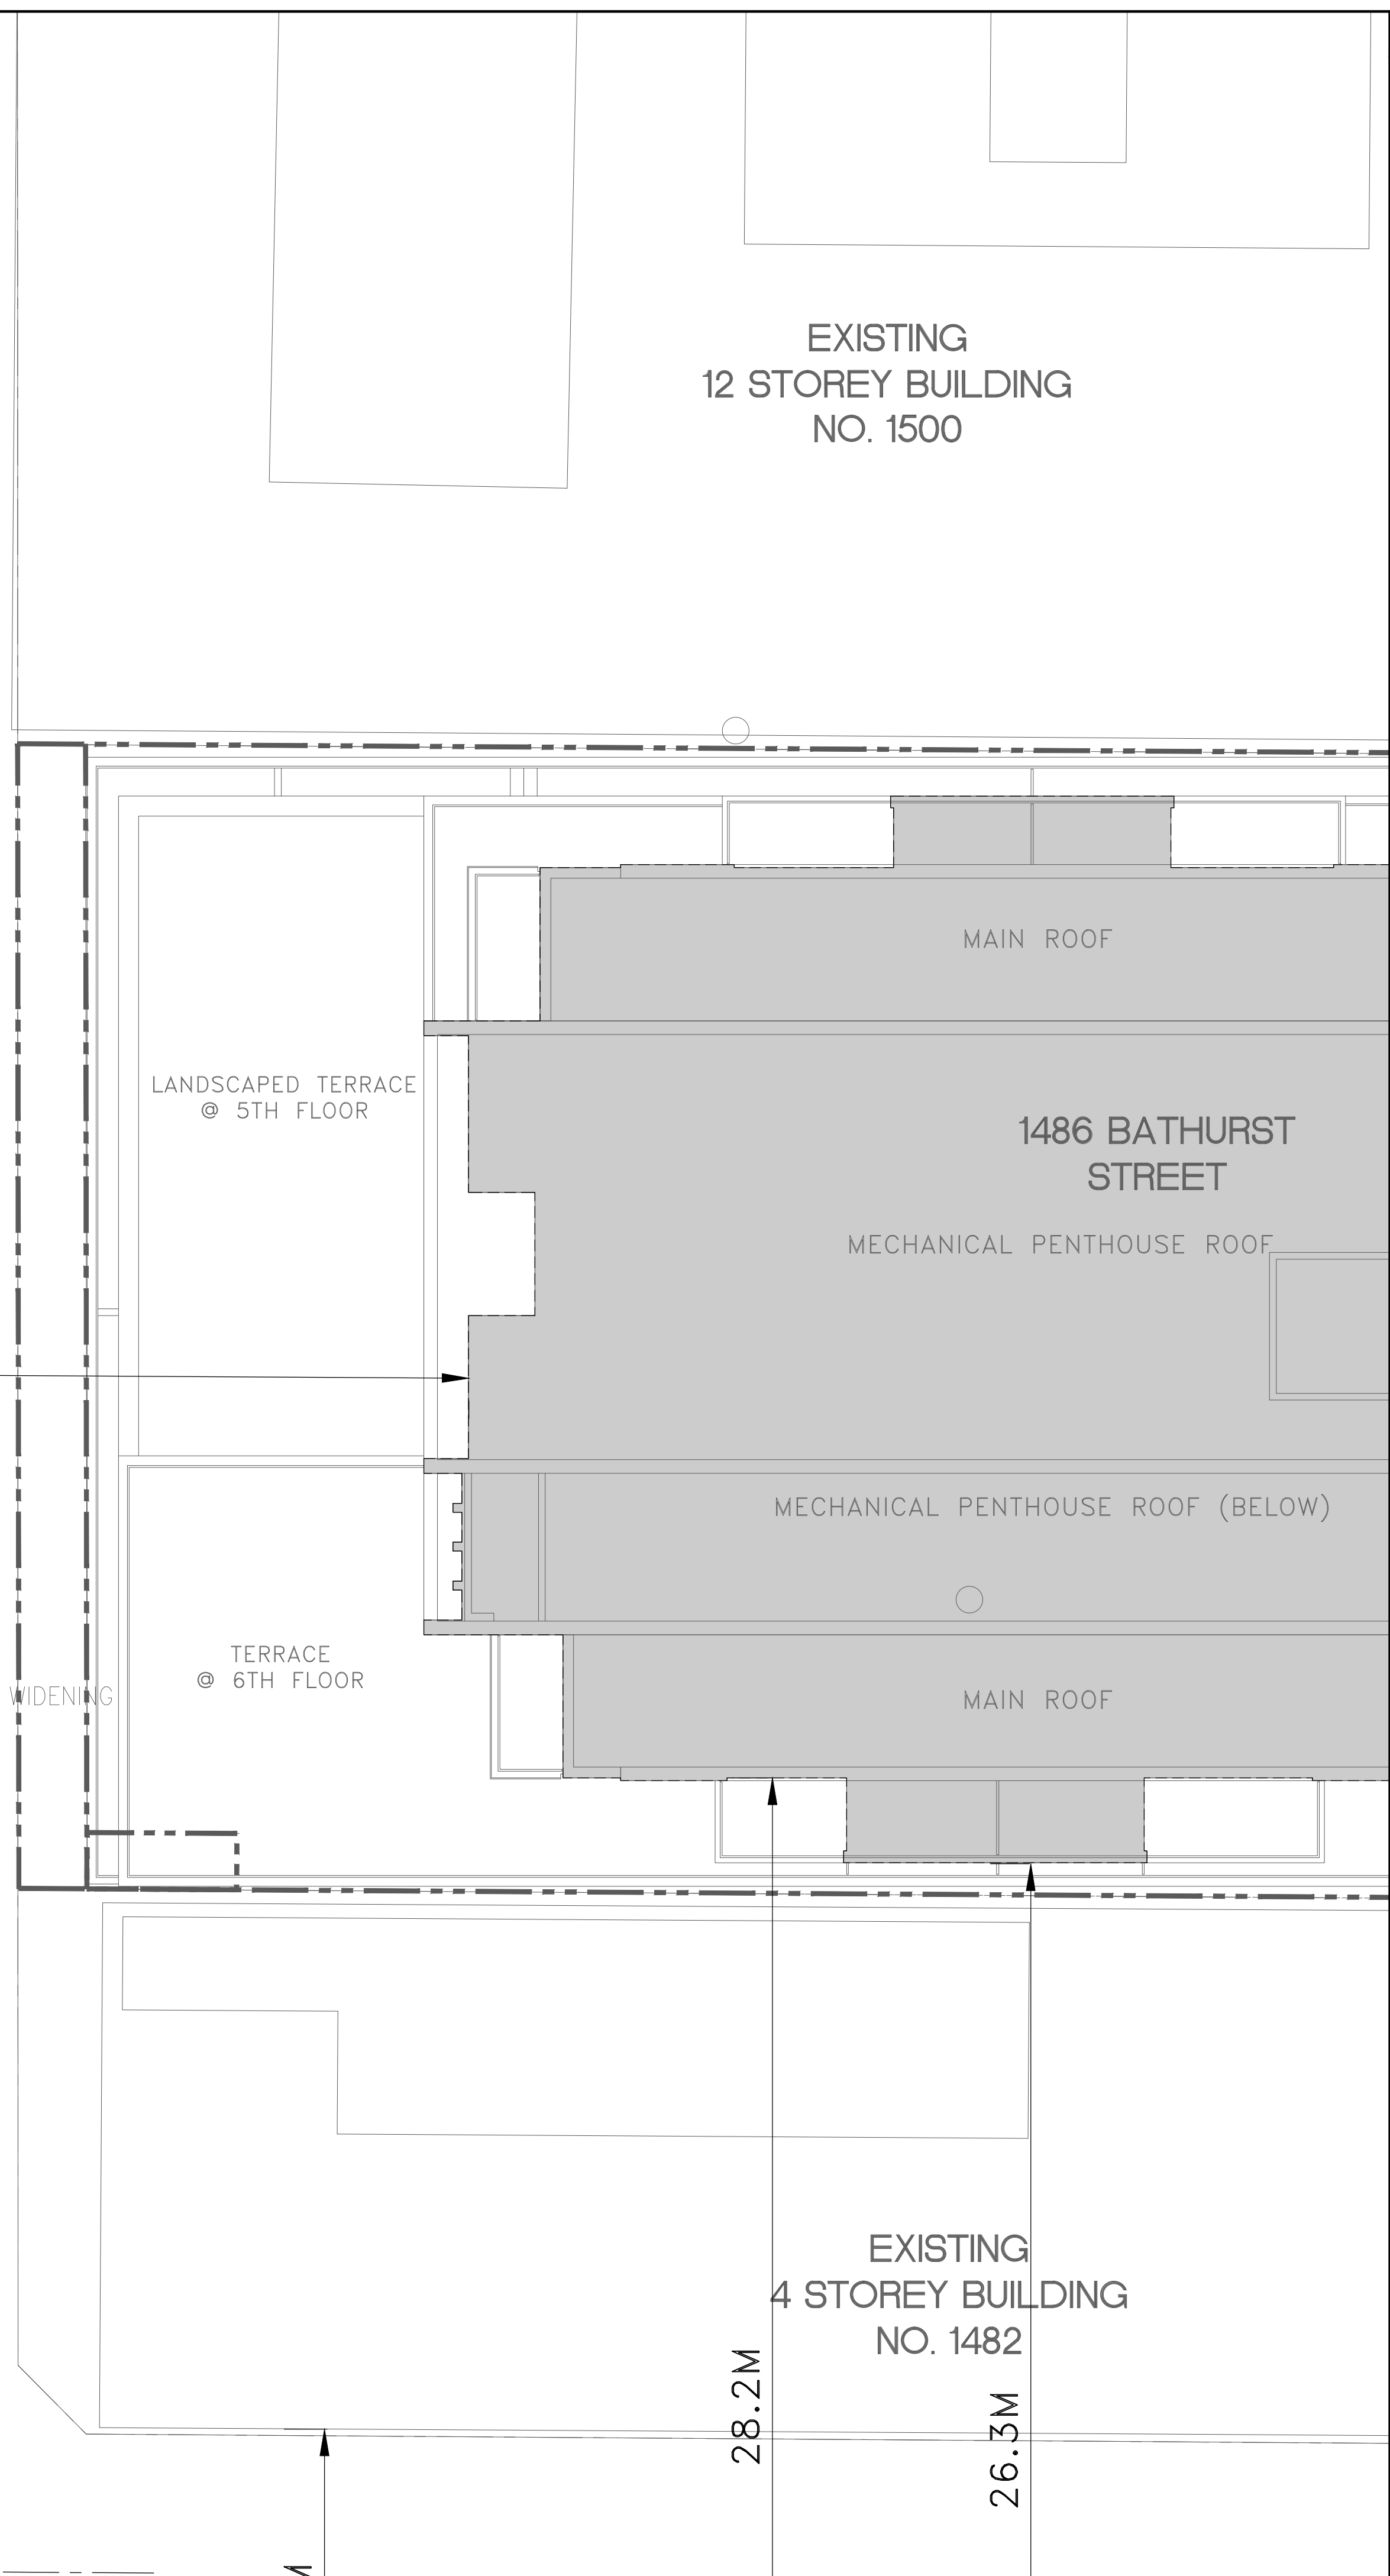 EXISTING
12 STOREY BUILDING
NO. 1500
MAIN ROOF
LANDSCAPED TERRACE
@ 5TH FLOOR
1486 BATHURST
STREET
MECHANICAL PENTHOUSE ROOF
MECHANICAL PENTHOUSE ROOF (BELOW)
TERRACE
@ 6TH FLOOR
WIDENING
MAIN ROOF
EXISTING
4 STOREY BUILDING
NO. 1482
28.2M
26.3M
M